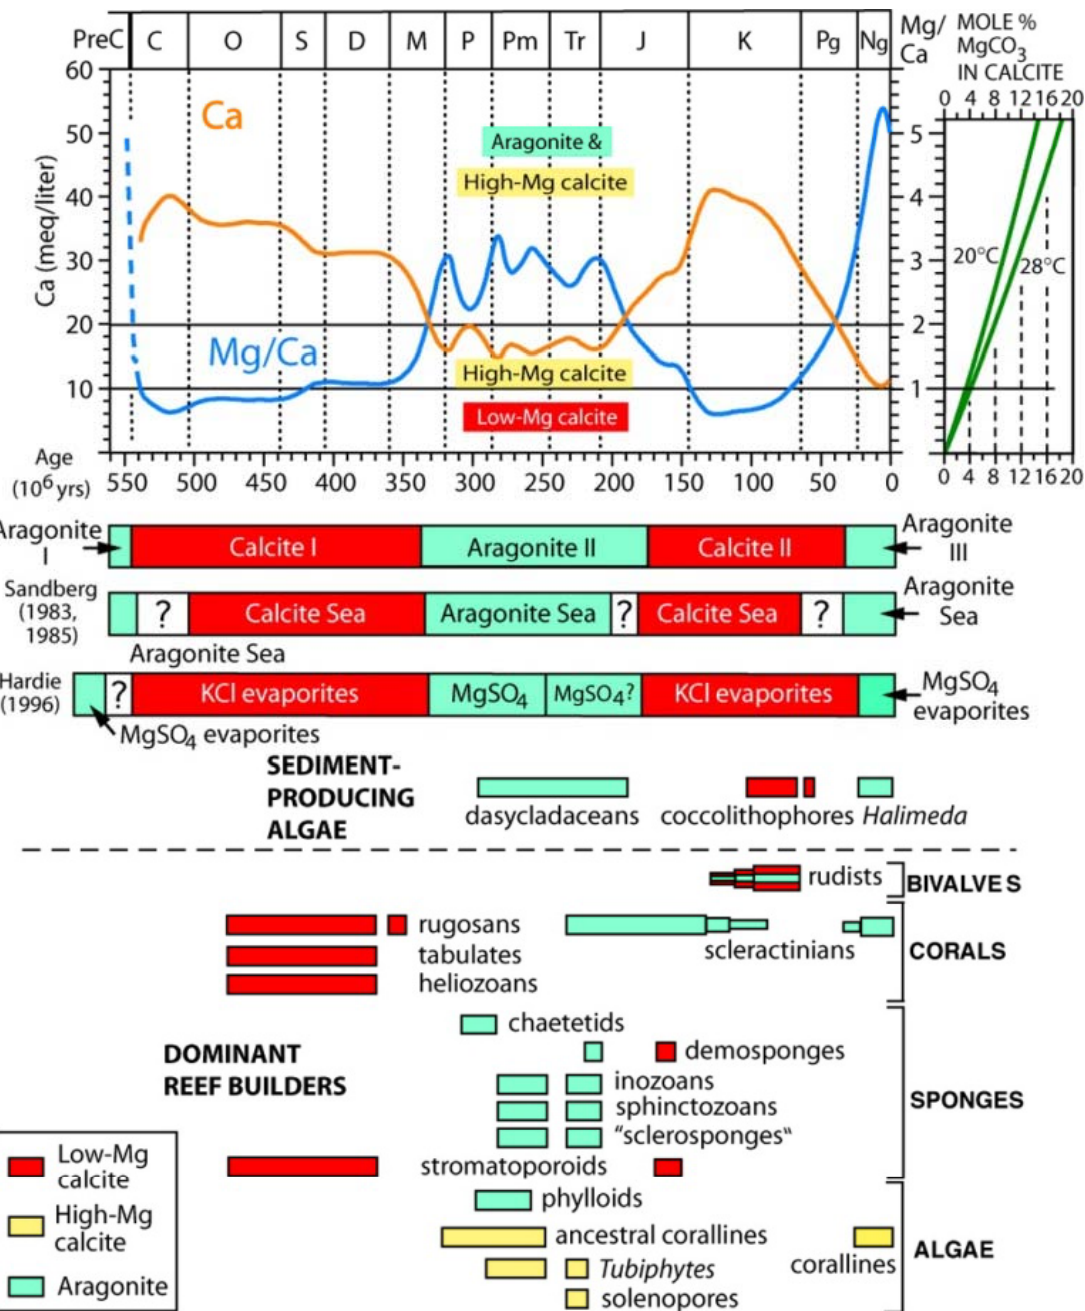 PreC C O S D M P Pm Tr J K Pg Ng
Mg/
Ca
MOLE %
MgCO3
IN CALCITE
0 4 8 12 16 20
60
50
40
30
20
10
Ca (meq/liter)
Ca
Mg/Ca
Aragonite &
High-Mg calcite
High-Mg calcite
Low-Mg calcite
5
4
3
2
1
20°C
28°C
0 4 8 12 16 20
Age
(10^6 yrs)
550 500 450 400 350 300 250 200 150 100 50 0
Aragonite
I
Calcite I
Aragonite II
Calcite II
Aragonite
III
Sandberg
(1983,
1985)
?
Calcite Sea
Aragonite Sea
?
Calcite Sea
?
Aragonite
Sea
Aragonite Sea
Hardie
(1996)
?
KCl evaporites
MgSO4
MgSO4?
KCl evaporites
MgSO4
evaporites
MgSO4 evaporites
SEDIMENT-
PRODUCING
ALGAE
dasycladaceans
coccolithophores
Halimeda
rudists
BIVALVES
rugosans
tabulates
heliozoans
scleractinians
CORALS
DOMINANT
REEF BUILDERS
chaetetids
demosponges
inozoans
sphinctozoans
"sclerosponges"
stromatoporoids
SPONGES
phylloids
ancestral corallines
Tubiphytes
solenopores
corallines
ALGAE
Low-Mg
calcite
High-Mg
calcite
Aragonite